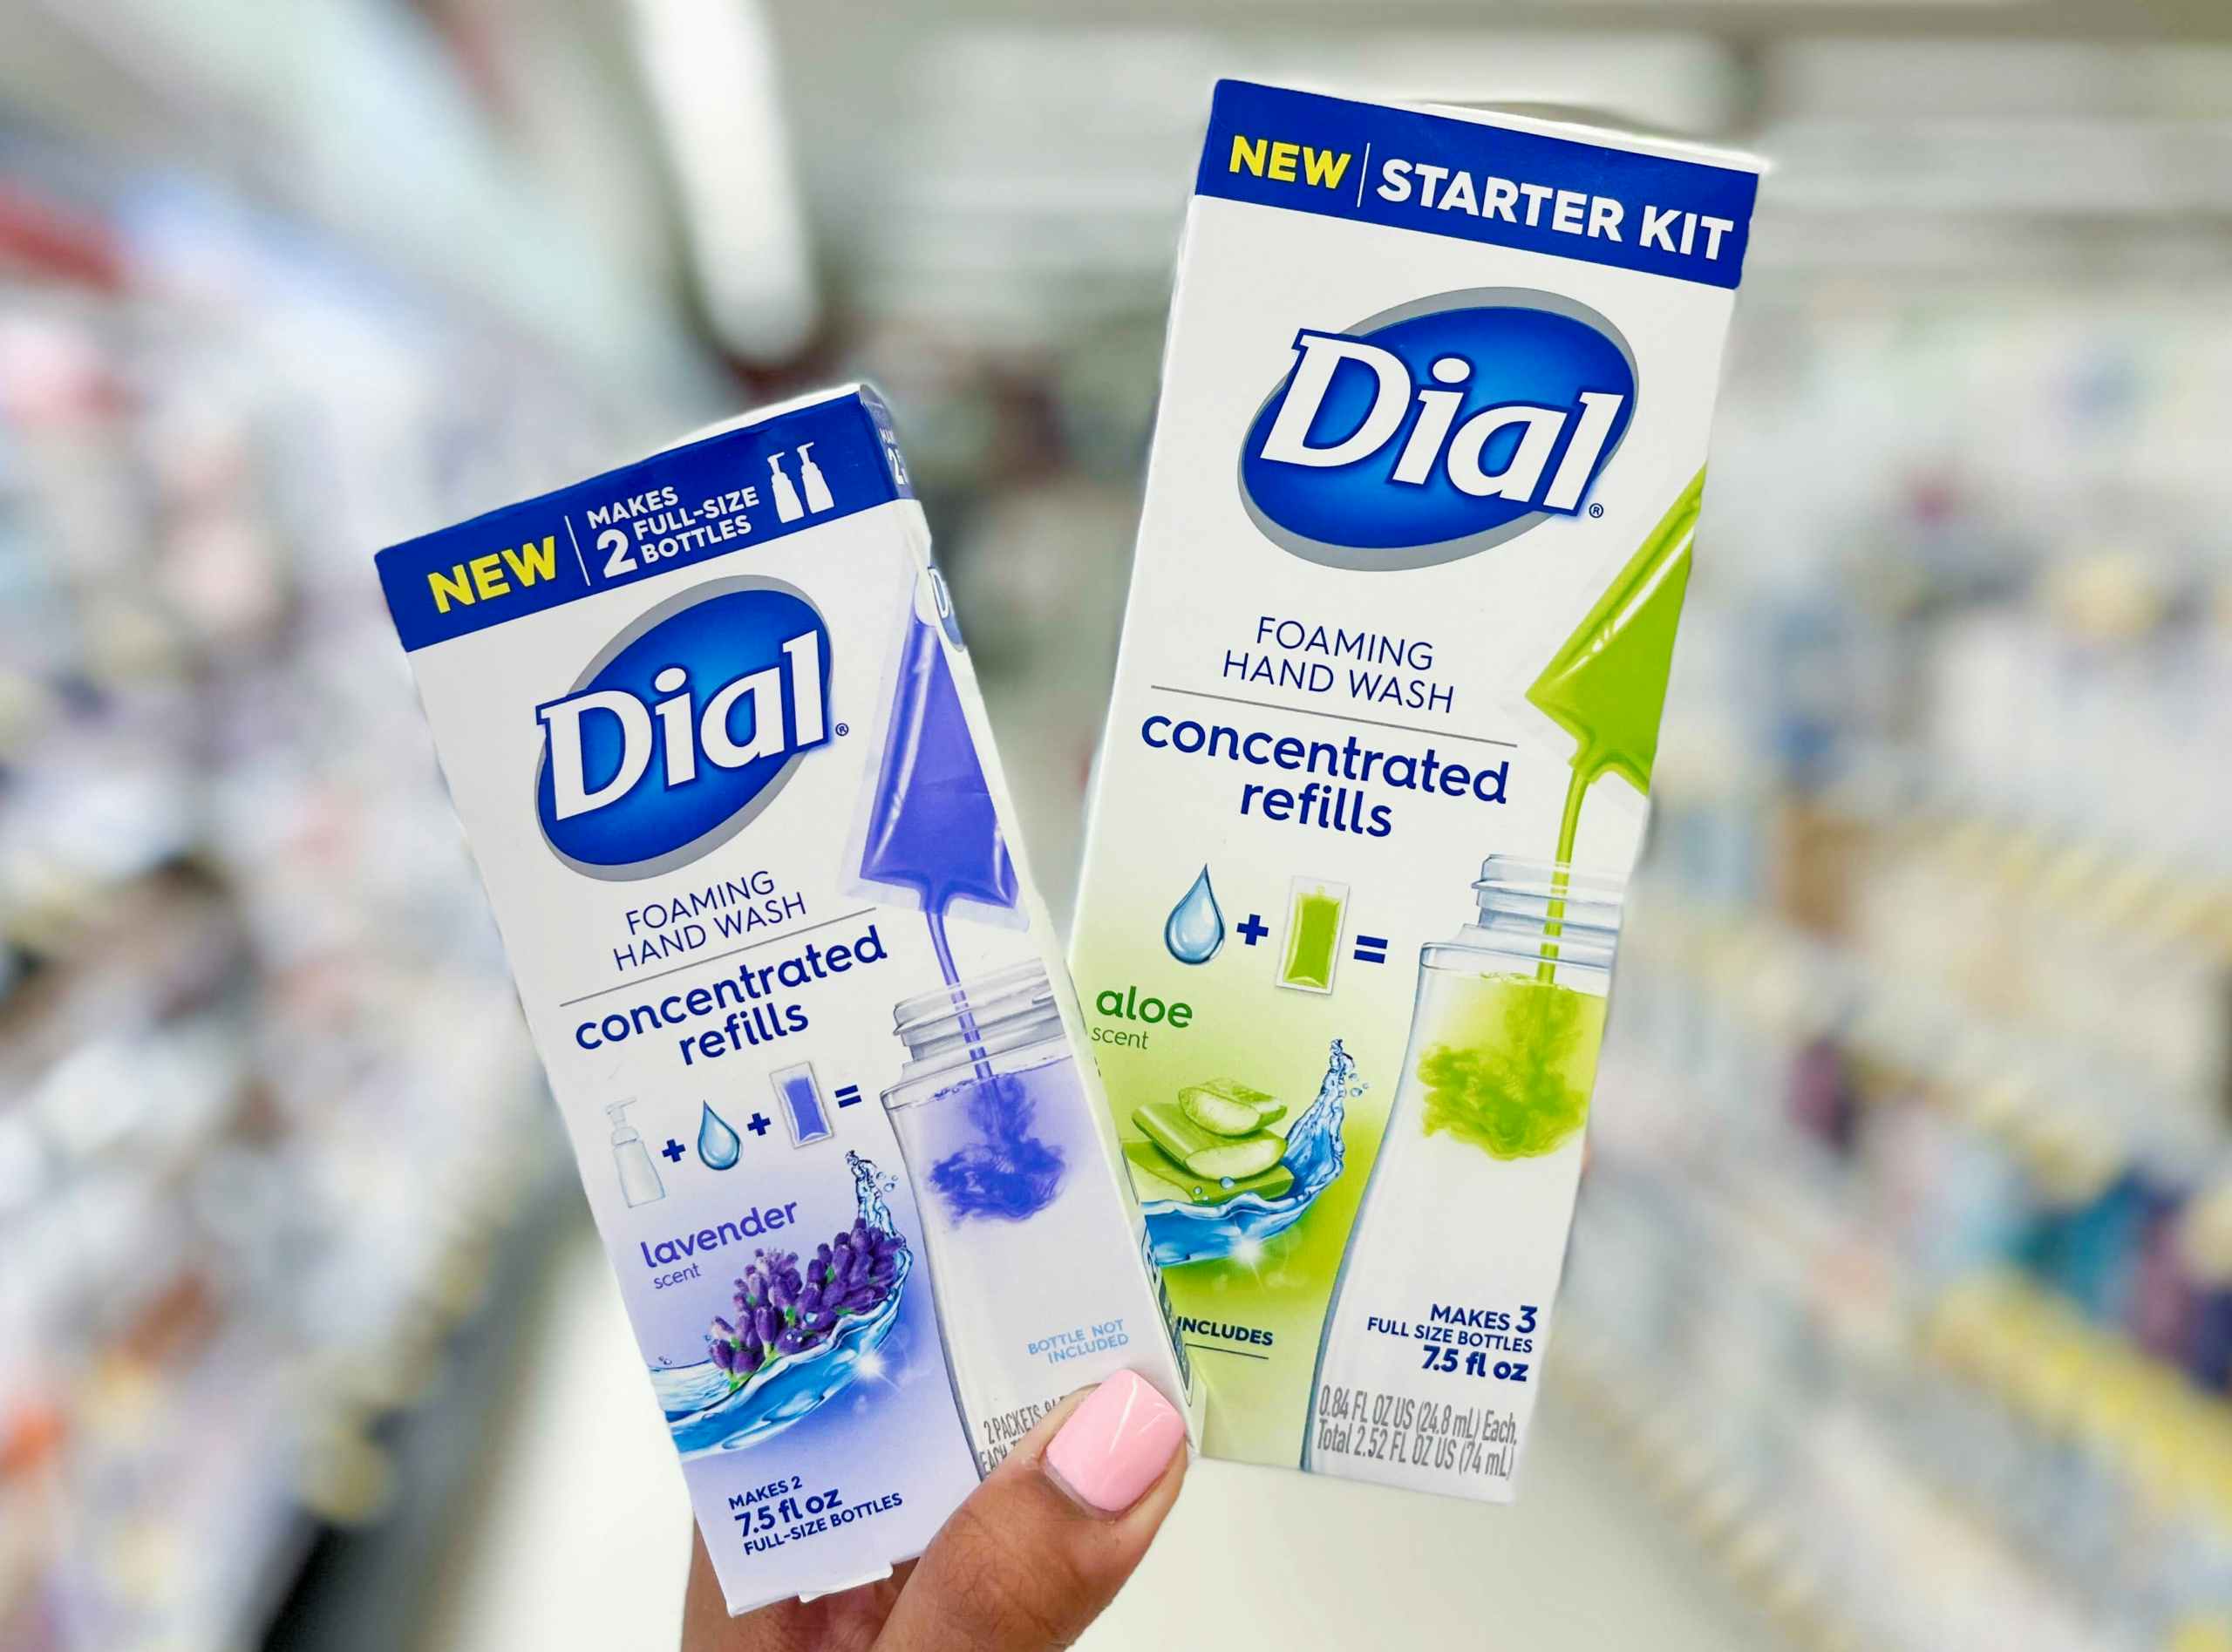 NEW
MAKES
2 FULL-SIZE
BOTTLES
Dial®
FOAMING
HAND WASH
concentrated
refills
+ + =
lavender
scent
BOTTLE NOT
INCLUDED
2 PACKETS
EACH
MAKES 2
7.5 fl oz
FULL-SIZE BOTTLES
NEW STARTER KIT
Dial®
FOAMING
HAND WASH
concentrated
refills
+ =
aloe
scent
INCLUDES
MAKES 3
FULL SIZE BOTTLES
7.5 fl oz
0.84 FL OZ US (24.8 mL) Each,
Total 2.52 FL OZ US (74 mL)